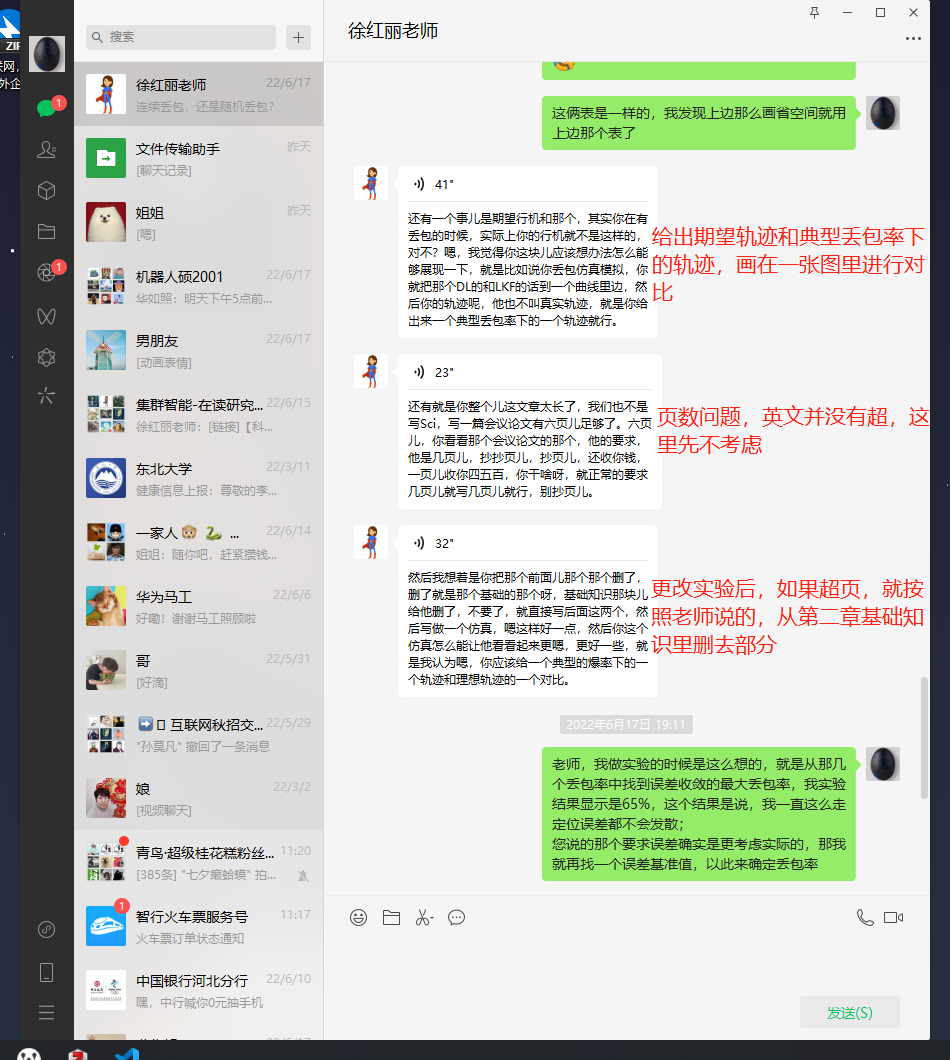 ZIP
联网,
外企
搜索
徐红丽老师
22/6/17
连续丢包，还是随机丢包?
文件传输助手
昨天
[聊天记录]
姐姐
昨天
[嗯]
机器人硕2001
22/6/17
华如照：明天下午5点前...
男朋友
22/6/17
[动画表情]
集群智能-在读研究...
22/6/15
徐红丽老师：[链接]【科...
东北大学
22/3/11
健康信息上报：尊敬的李...
一家人 ...
22/6/14
姐姐：随你吧，赶紧攒钱...
华为马工
22/6/6
好嘞！谢谢马工照顾啦
哥
22/5/31
[好滴]
互联网秋招交...
22/5/29
"孙莫凡" 撤回了一条消息
娘
22/3/2
[视频聊天]
青鸟·超级桂花糕粉丝...
11:20
[385条] "七夕癞蛤蟆" 拍...
1
智行火车票服务号
11:17
火车票订单状态通知
中国银行河北分行
22/6/10
嘿，中行喊你0元抽手机
1
1
徐红丽老师
这俩表是一样的，我发现上边那么画省空间就用
上边那个表了
41"
还有一个事儿是期望行机和那个，其实你在有
丢包的时候，实际上你的行机就不是这样的，
对不？嗯，我觉得你这块儿应该想办法怎么能
够展现一下，就是比如说你丢包仿真模拟，你
就把那个DL的和LKF的话到一个曲线里边，然
后你的轨迹呢，他也不叫真实轨迹，就是你给
出来一个典型丢包率下的一个轨迹就行。
给出期望轨迹和典型丢包率下
的轨迹，画在一张图里进行对
比
23"
还有就是你整个儿这文章太长了，我们也不是
写Sci，写一篇会议论文有六页儿足够了。六页
儿，你看看那个会议论文的那个，他的要求，
他是几页儿，抄抄页儿，抄页儿，还收你钱，
一页儿收你四五百，你干啥呀，就正常的要求
几页儿就写几页儿就行，别抄页儿。
页数问题，英文并没有超，这
里先不考虑
32"
然后我想着是你把那个前面儿那个那个删了，
删了就是那个基础的那个呀，基础知识那块儿
给他删了，不要了，就直接写后面这两个，然
后写做一个仿真，嗯这样好一点，然后你这个
仿真怎么能让他看看起来更嗯，更好一些，就
是我认为嗯，你应该给一个典型的爆率下的一
个轨迹和理想轨迹的一个对比。
更改实验后，如果超页，就按
照老师说的，从第二章基础知
识里删去部分
2022年6月17日 19:11
老师，我做实验的时候是这么想的，就是从那几
个丢包率中找到误差收敛的最大丢包率，我实验
结果显示是65%，这个结果是说，我一直这么走
定位误差都不会发散；
您说的那个要求误差确实是更考虑实际的，那我
就再找一个误差基准值，以此来确定丢包率
发送(S)